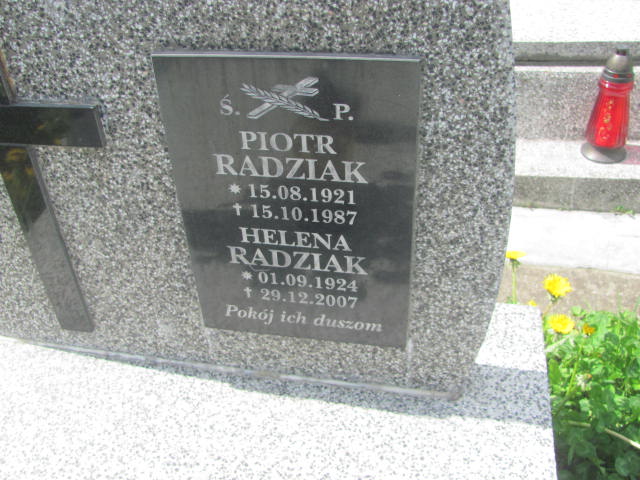 Ś. P.
PIOTR
RADZIAK
* 15.08.1921
† 15.10.1987
HELENA
RADZIAK
* 01.09.1924
† 29.12.2007
Pokój ich duszom